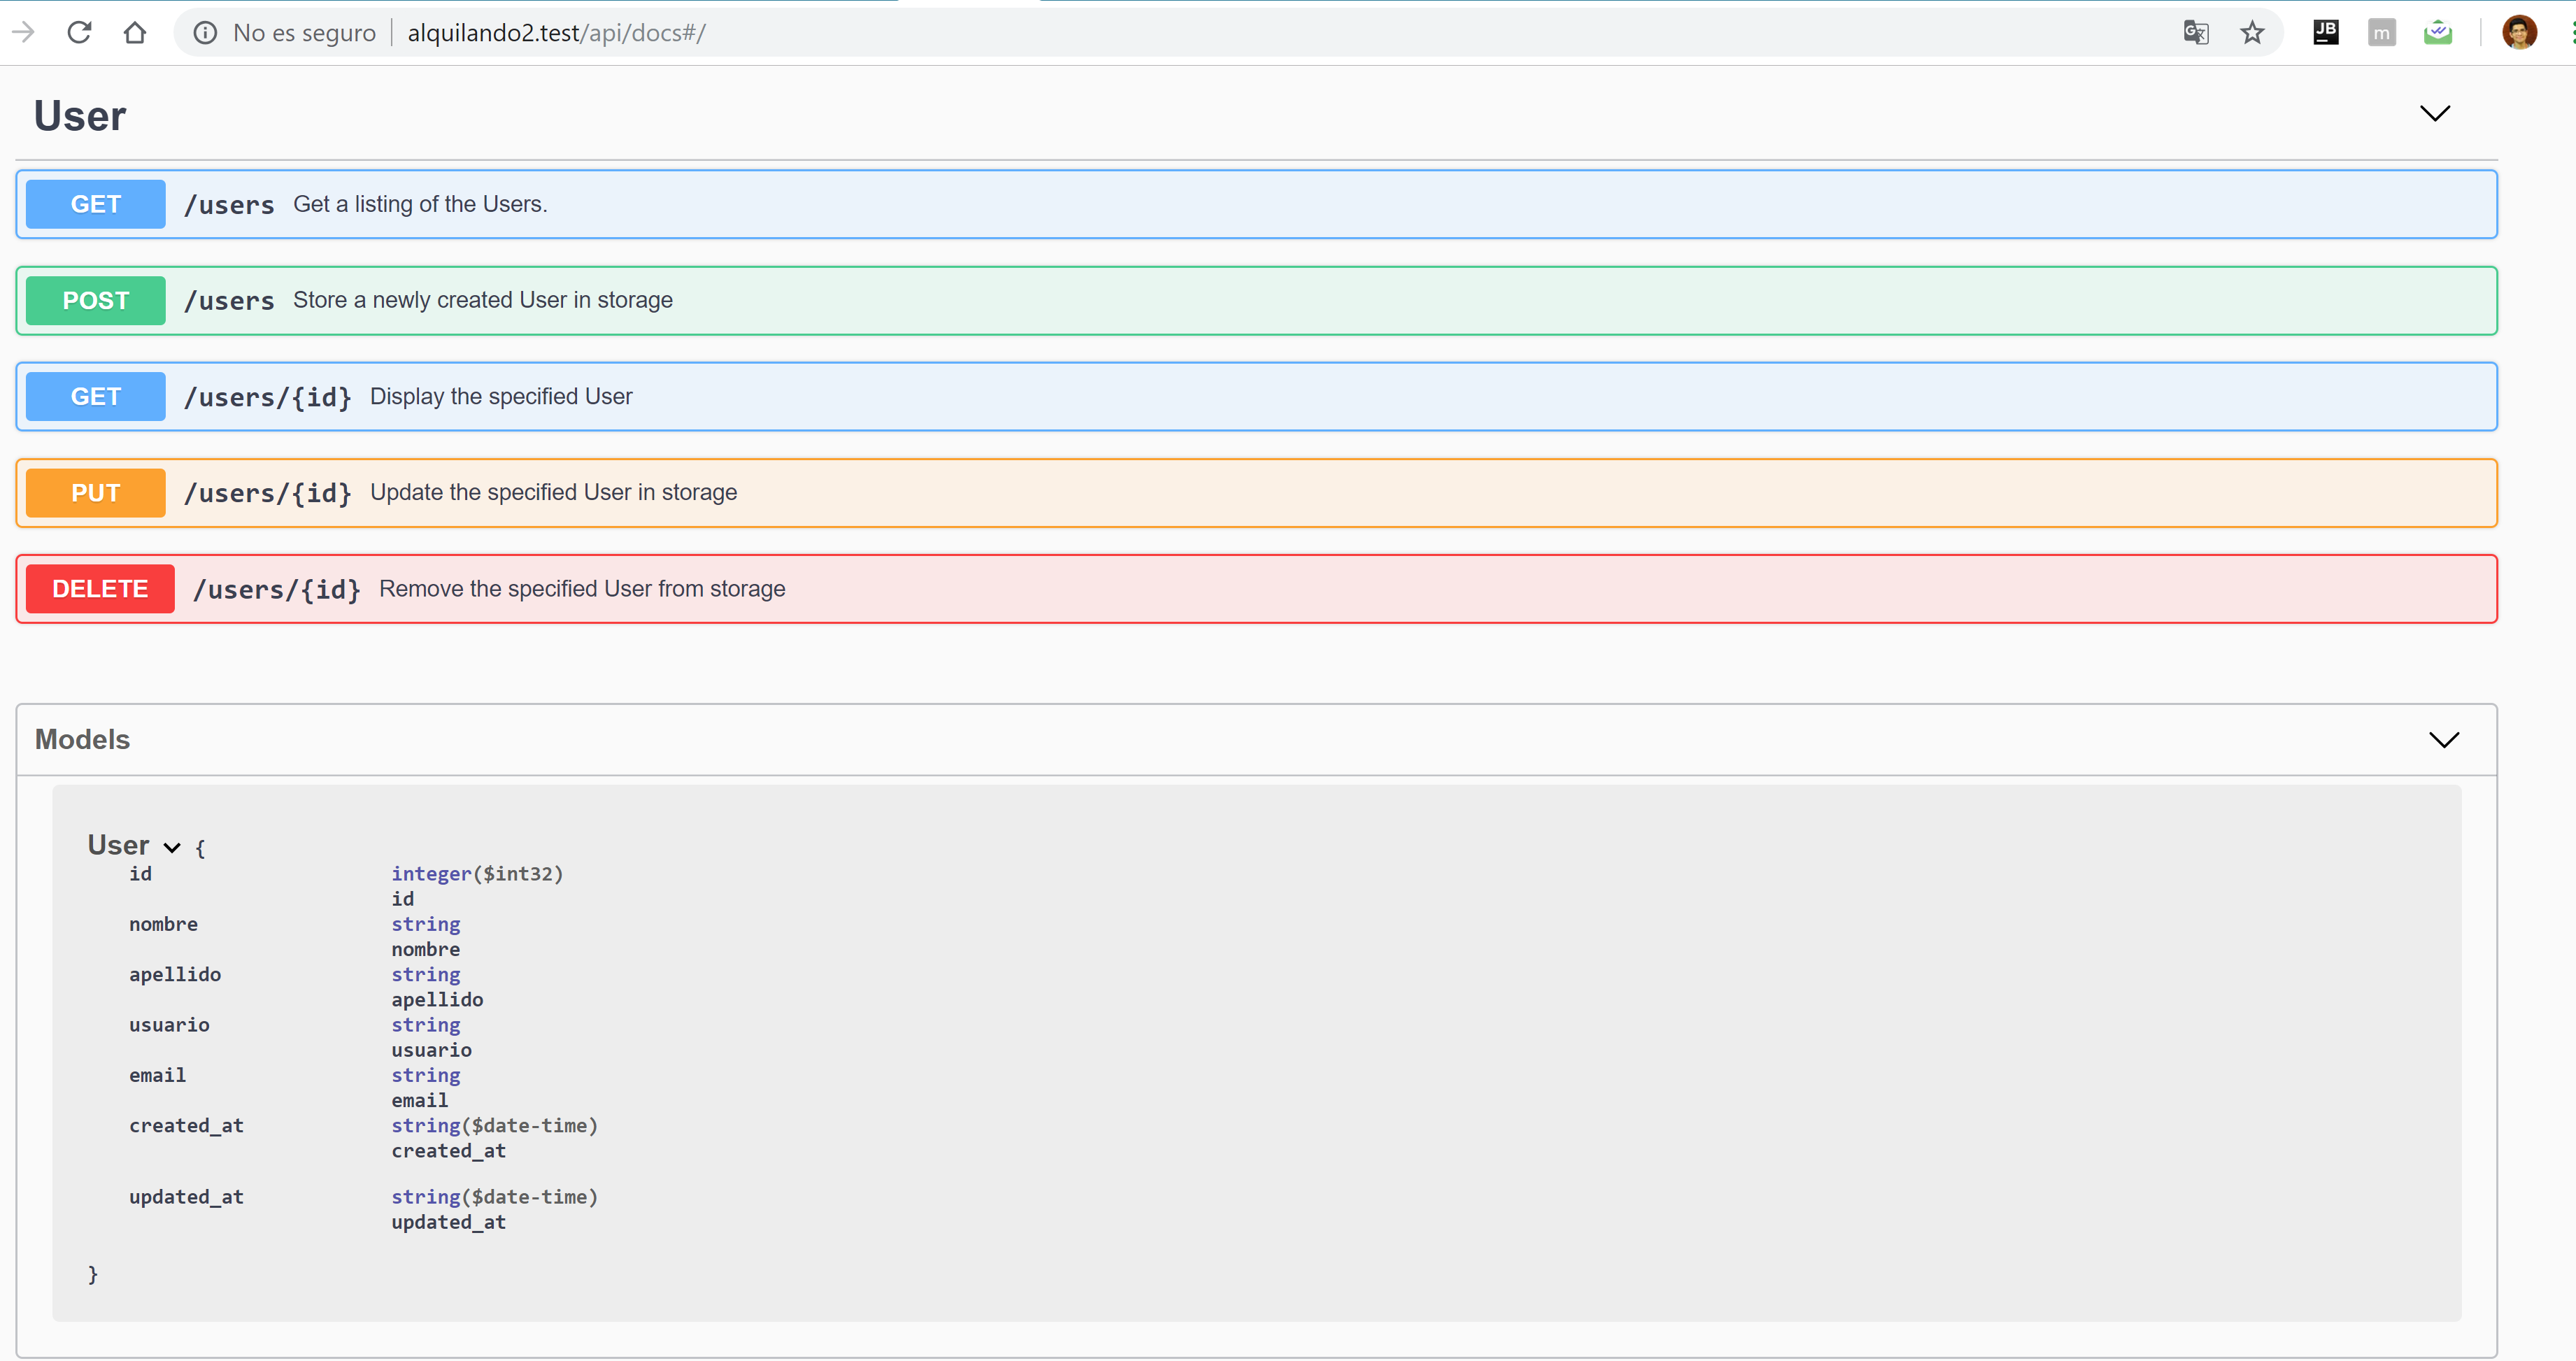 No es seguro alquilando2.test/api/docs#/
JB
m
User
GET /users Get a listing of the Users.
POST /users Store a newly created User in storage
GET /users/{id} Display the specified User
PUT /users/{id} Update the specified User in storage
DELETE /users/{id} Remove the specified User from storage
Models
User {
id integer($int32)
id
nombre string
nombre
apellido string
apellido
usuario string
usuario
email string
email
created_at string($date-time)
created_at
updated_at string($date-time)
updated_at
}